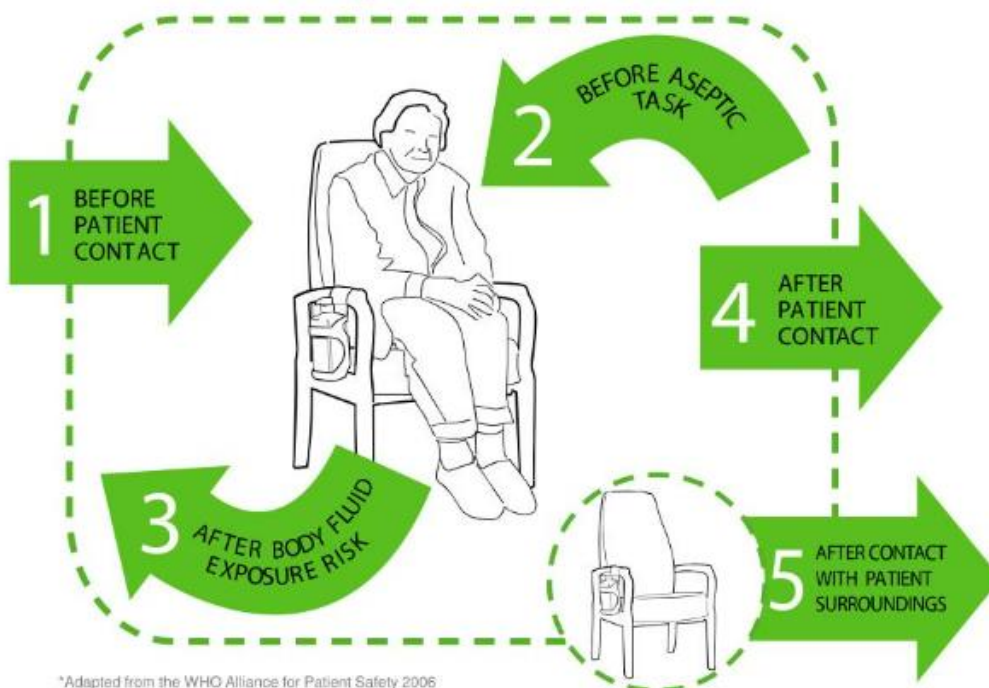 1
BEFORE
PATIENT
CONTACT
2
BEFORE ASEPTIC
TASK
3
AFTER BODY FLUID
EXPOSURE RISK
4
AFTER
PATIENT
CONTACT
5
AFTER CONTACT
WITH PATIENT
SURROUNDINGS
*Adapted from the WHO Alliance for Patient Safety 2006